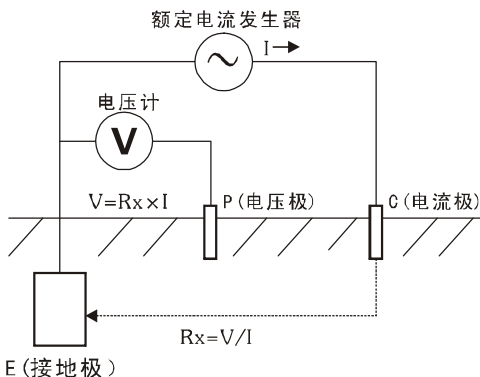 额定电流发生器
I
电压计
V
V=Rx×I
P(电压极)
C(电流极)
Rx=V/I
E(接地极)